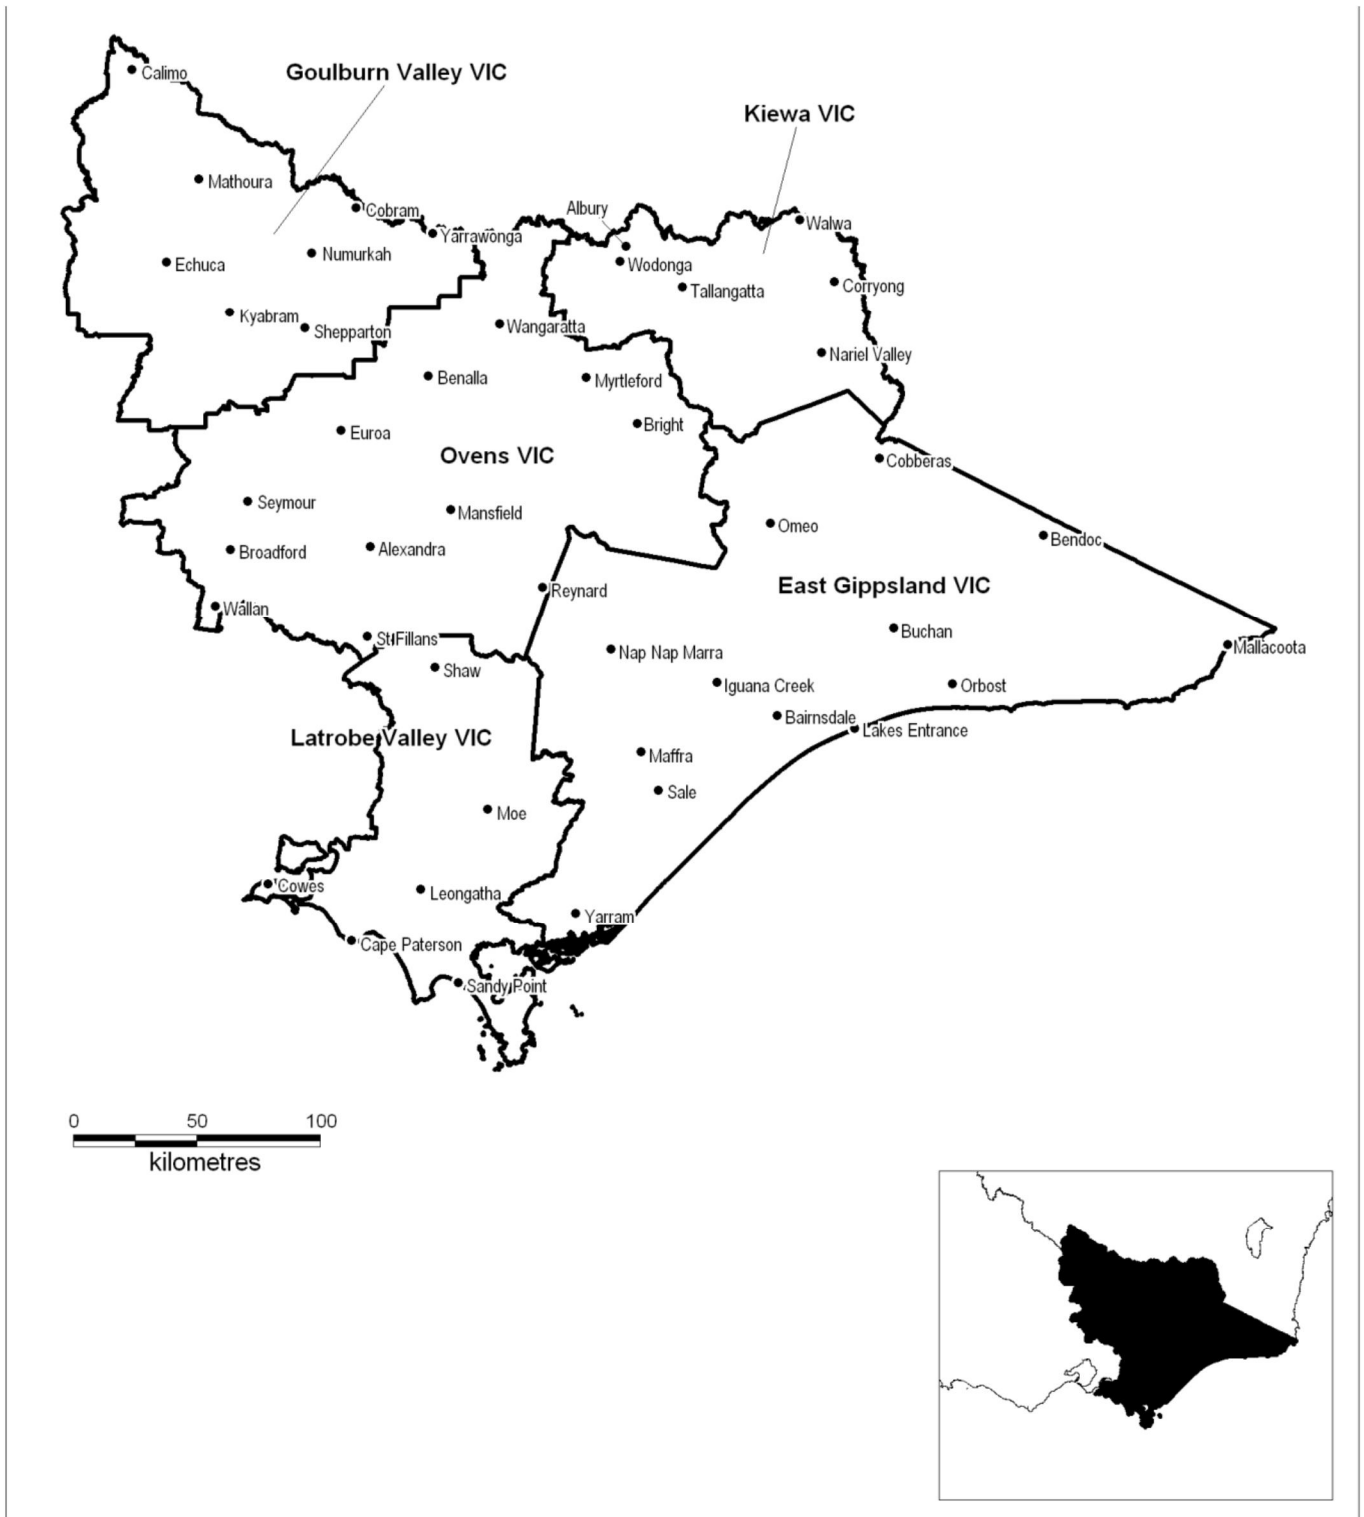 Calimo
Goulburn Valley VIC
Kiewa VIC
Mathoura
Cobram
Albury
Walwa
Yarrawonga
Numurkah
Echuca
Wodonga
Tallangatta
Corryong
Kyabram
Shepparton
Wangaratta
Nariel Valley
Benalla
Myrtleford
Bright
Euroa
Ovens VIC
Cobberas
Seymour
Mansfield
Omeo
Bendoc
Broadford
Alexandra
East Gippsland VIC
Reynard
Wallan
Buchan
St Fillans
Mallacoota
Nap Nap Marra
Shaw
Iguana Creek
Orbost
Bairnsdale
Lakes Entrance
Latrobe Valley VIC
Maffra
Sale
Moe
Cowes
Leongatha
Yarram
Cape Paterson
Sandy Point
0 50 100
kilometres